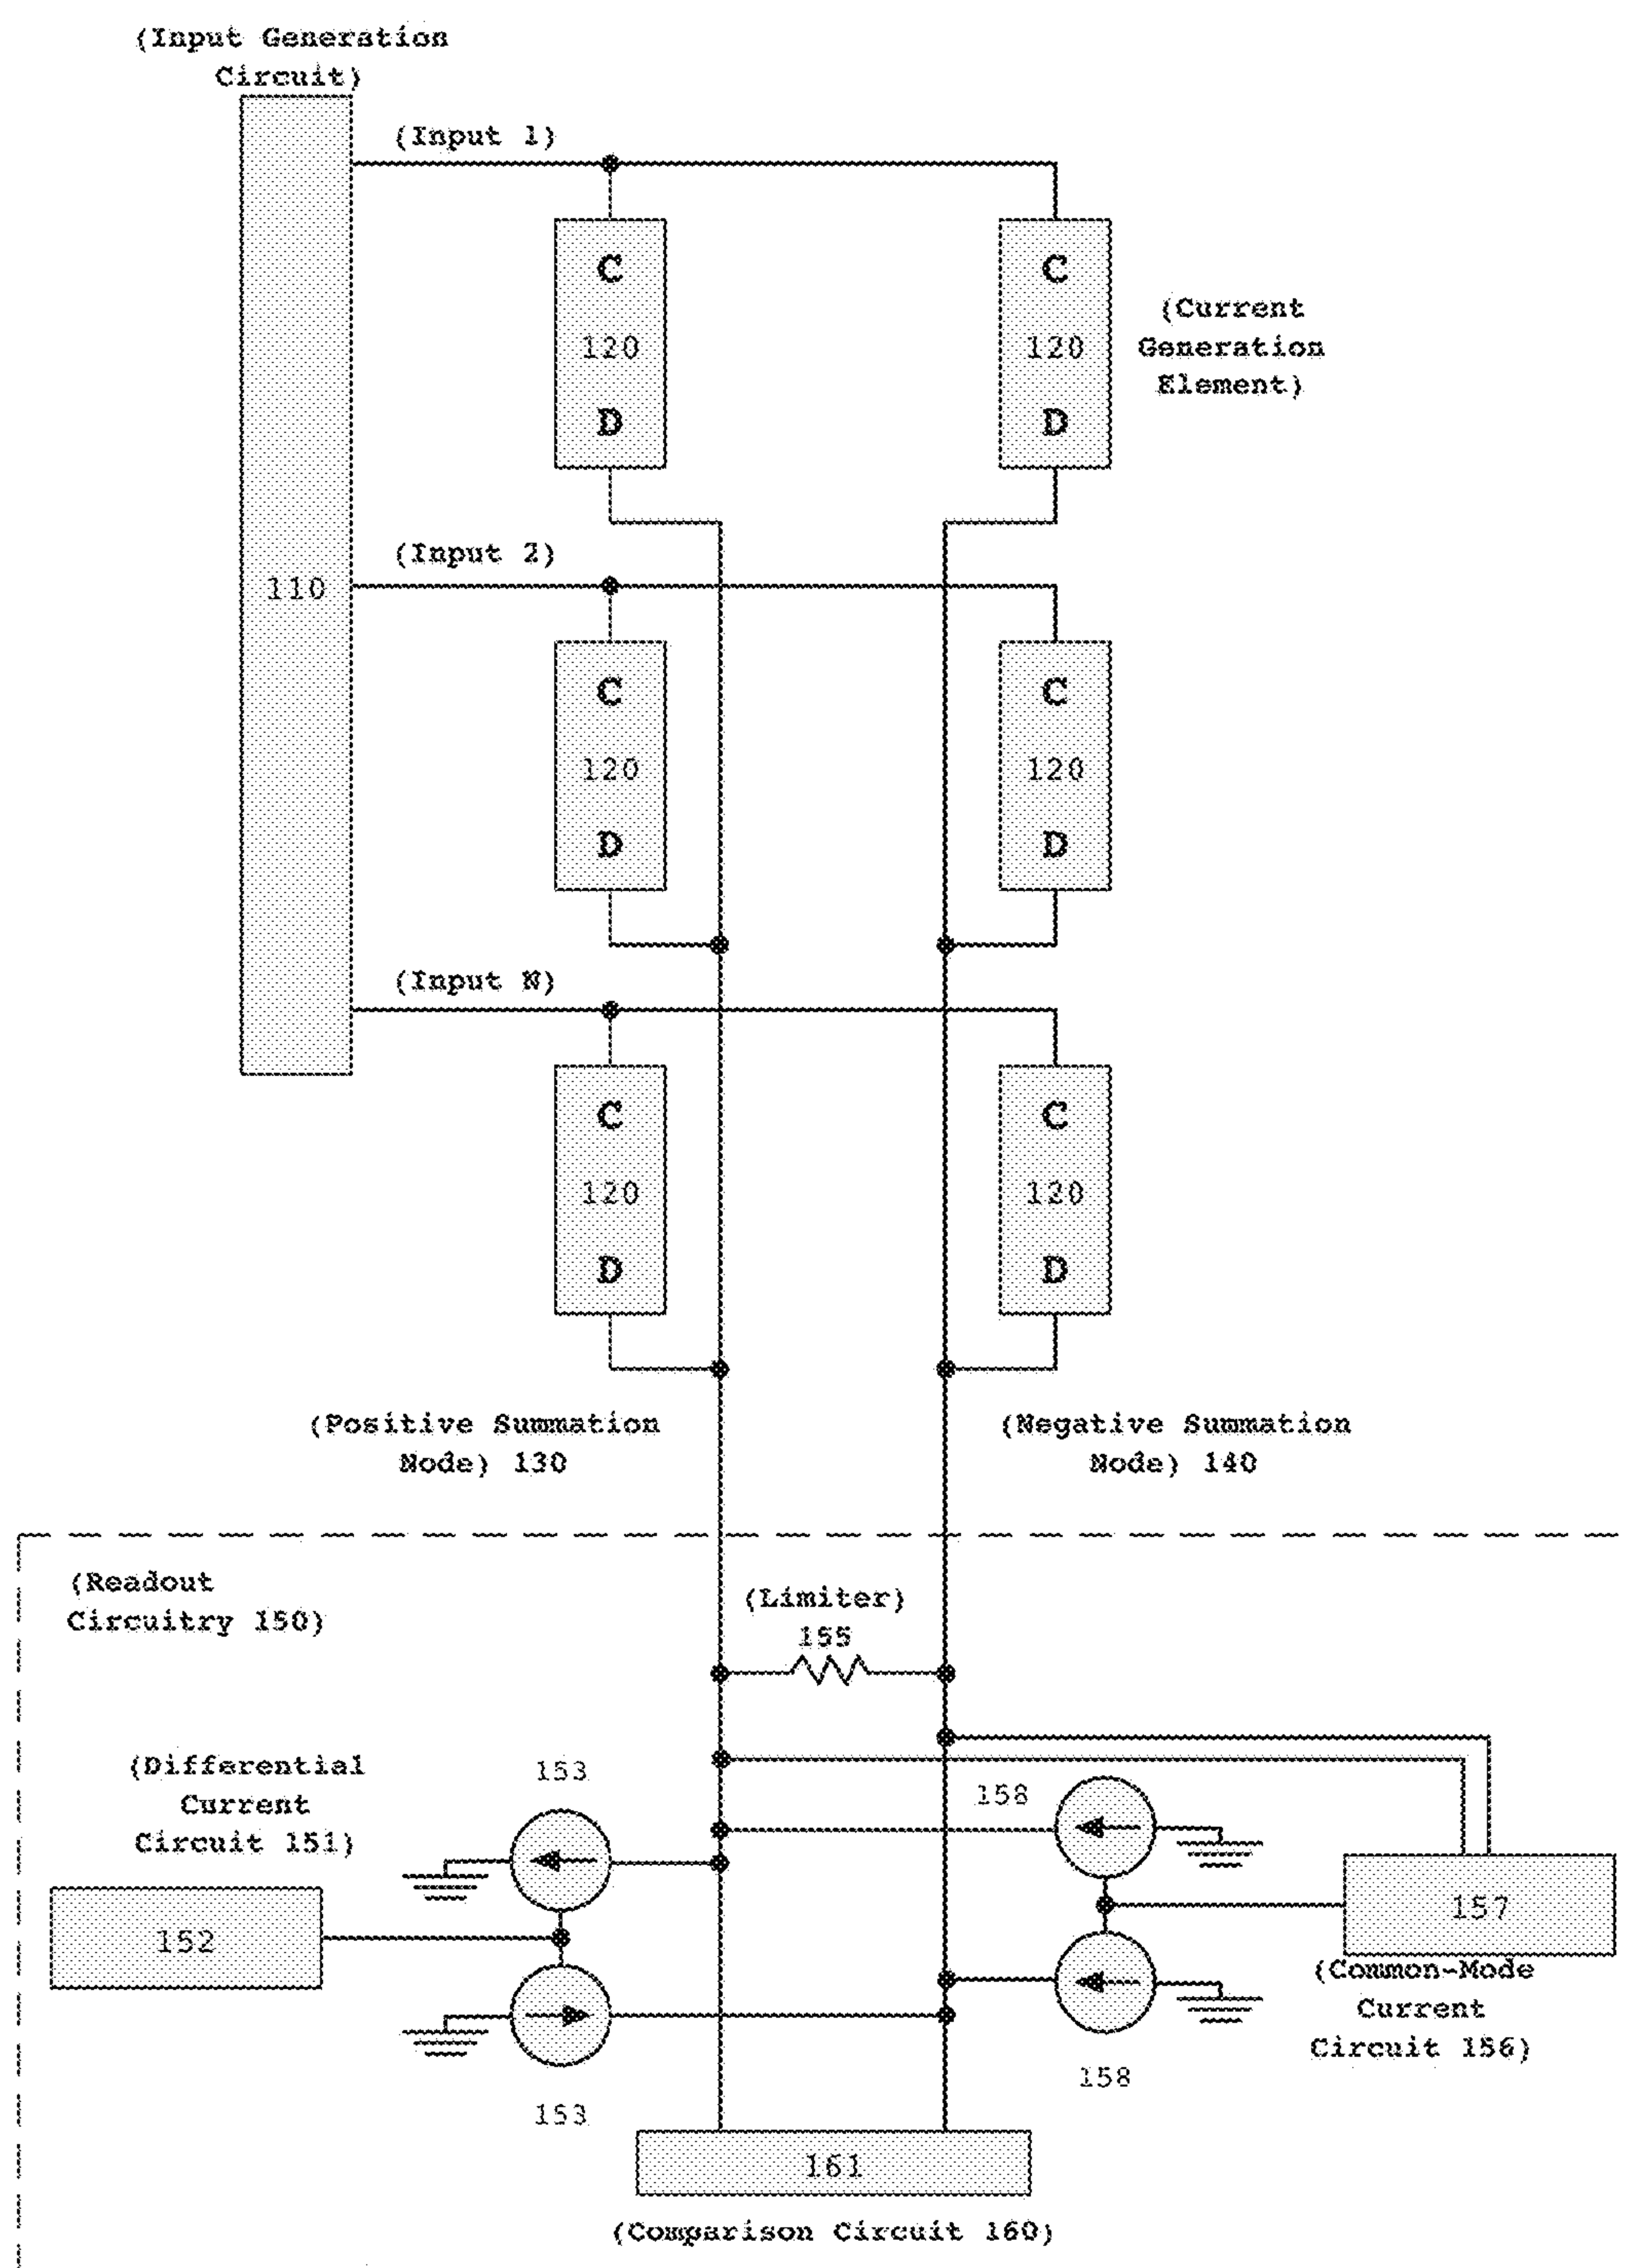 (Input Generation
Circuit)
(Input 1)
C
120
D
C
120
D
(Current
Generation
Element)
(Input 2)
110
C
120
D
C
120
D
(Input N)
C
120
D
C
120
D
(Positive Summation
Node) 130
(Negative Summation
Node) 140
(Readout
Circuitry 150)
(Limiter)
155
(Differential
Current
Circuit 151)
153
158
152
157
(Common-Mode
Current
Circuit 156)
153
158
161
(Comparison Circuit 160)